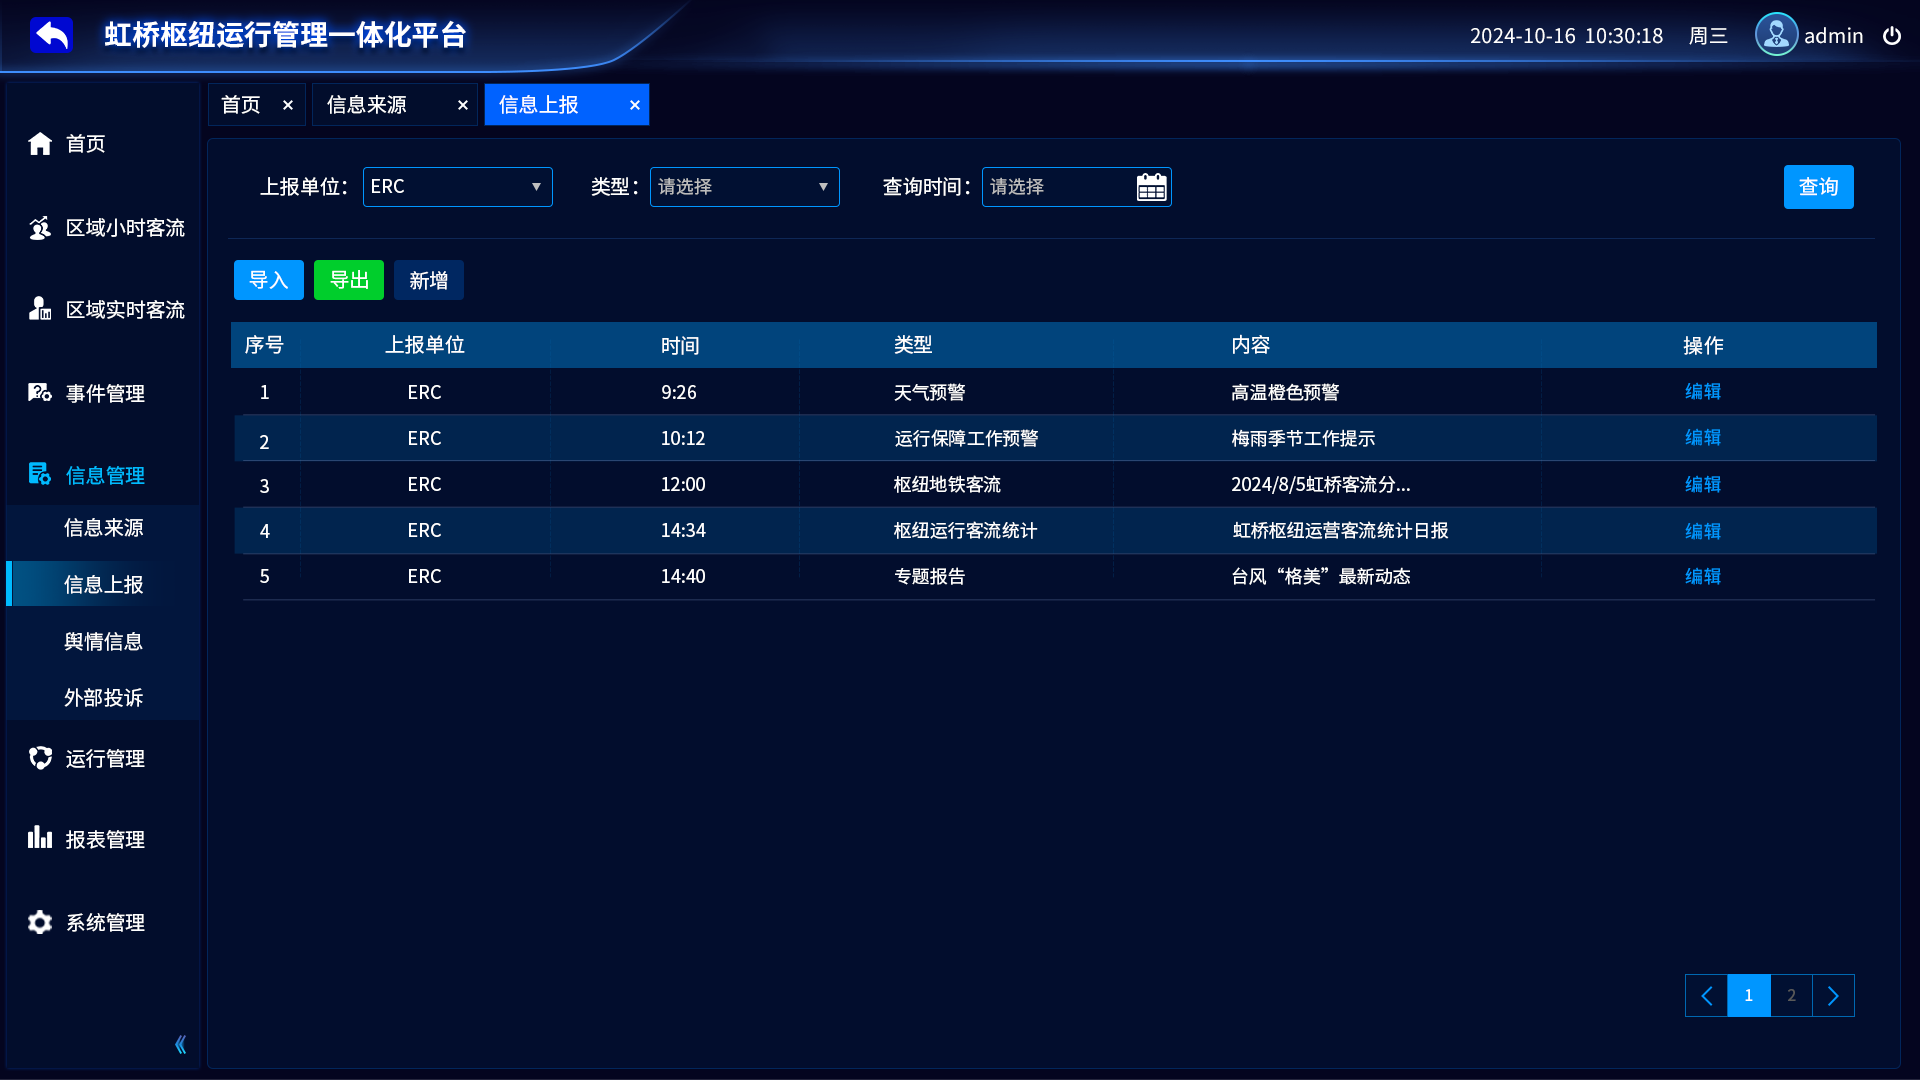 虹桥枢纽运行管理一体化平台
2024-10-16 10:30:18 周三 admin
首页 × 信息来源 × 信息上报 ×
首页
区域小时客流
区域实时客流
事件管理
信息管理
信息来源
信息上报
舆情信息
外部投诉
运行管理
报表管理
系统管理
上报单位： ERC 类型： 请选择 查询时间： 请选择 查询
导入 导出 新增
序号 上报单位 时间 类型 内容 操作
1 ERC 9:26 天气预警 高温橙色预警 编辑
2 ERC 10:12 运行保障工作预警 梅雨季节工作提示 编辑
3 ERC 12:00 枢纽地铁客流 2024/8/5虹桥客流分... 编辑
4 ERC 14:34 枢纽运行客流统计 虹桥枢纽运营客流统计日报 编辑
5 ERC 14:40 专题报告 台风“格美”最新动态 编辑
1 2